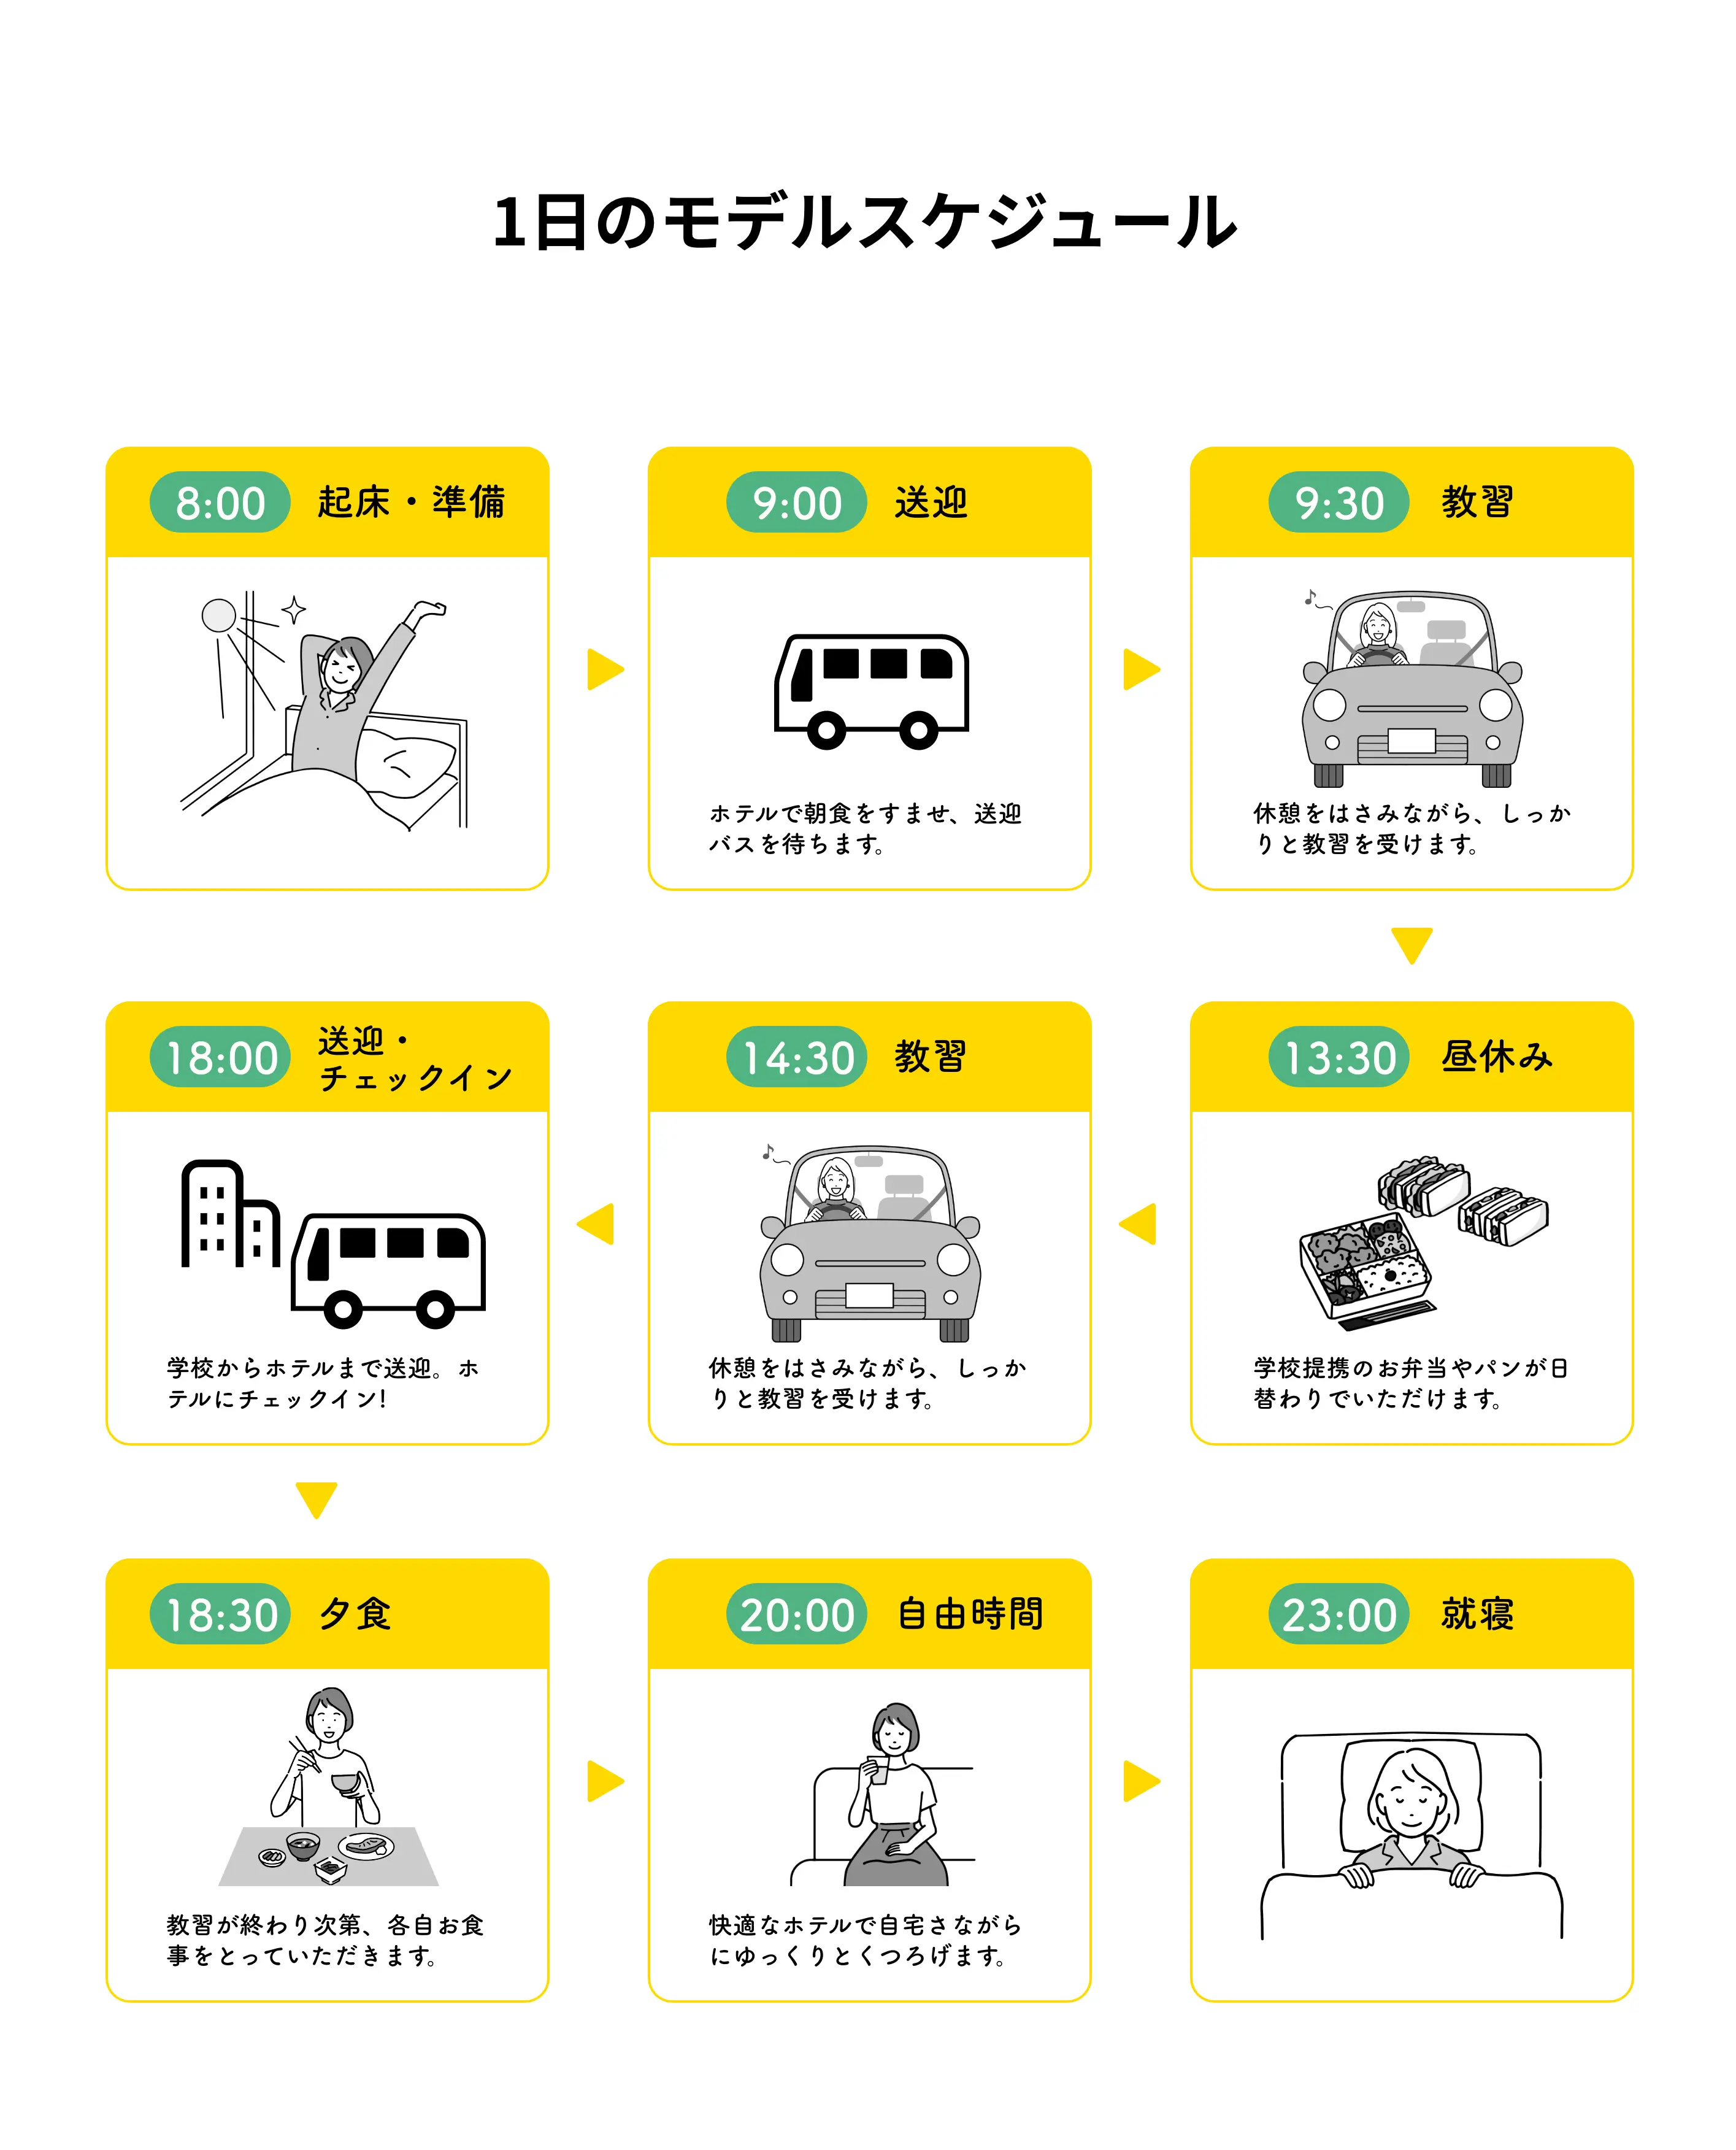 1日のモデルスケジュール
8:00 起床・準備
9:00 送迎
ホテルで朝食をすませ、送迎
バスを待ちます。
9:30 教習
休憩をはさみながら、しっか
りと教習を受けます。
13:30 昼休み
学校提携のお弁当やパンが日
替わりでいただけます。
14:30 教習
休憩をはさみながら、しっか
りと教習を受けます。
18:00 送迎・
チェックイン
学校からホテルまで送迎。ホ
テルにチェックイン!
18:30 夕食
教習が終わり次第、各自お食
事をとっていただきます。
20:00 自由時間
快適なホテルで自宅さながら
にゆっくりとくつろげます。
23:00 就寝